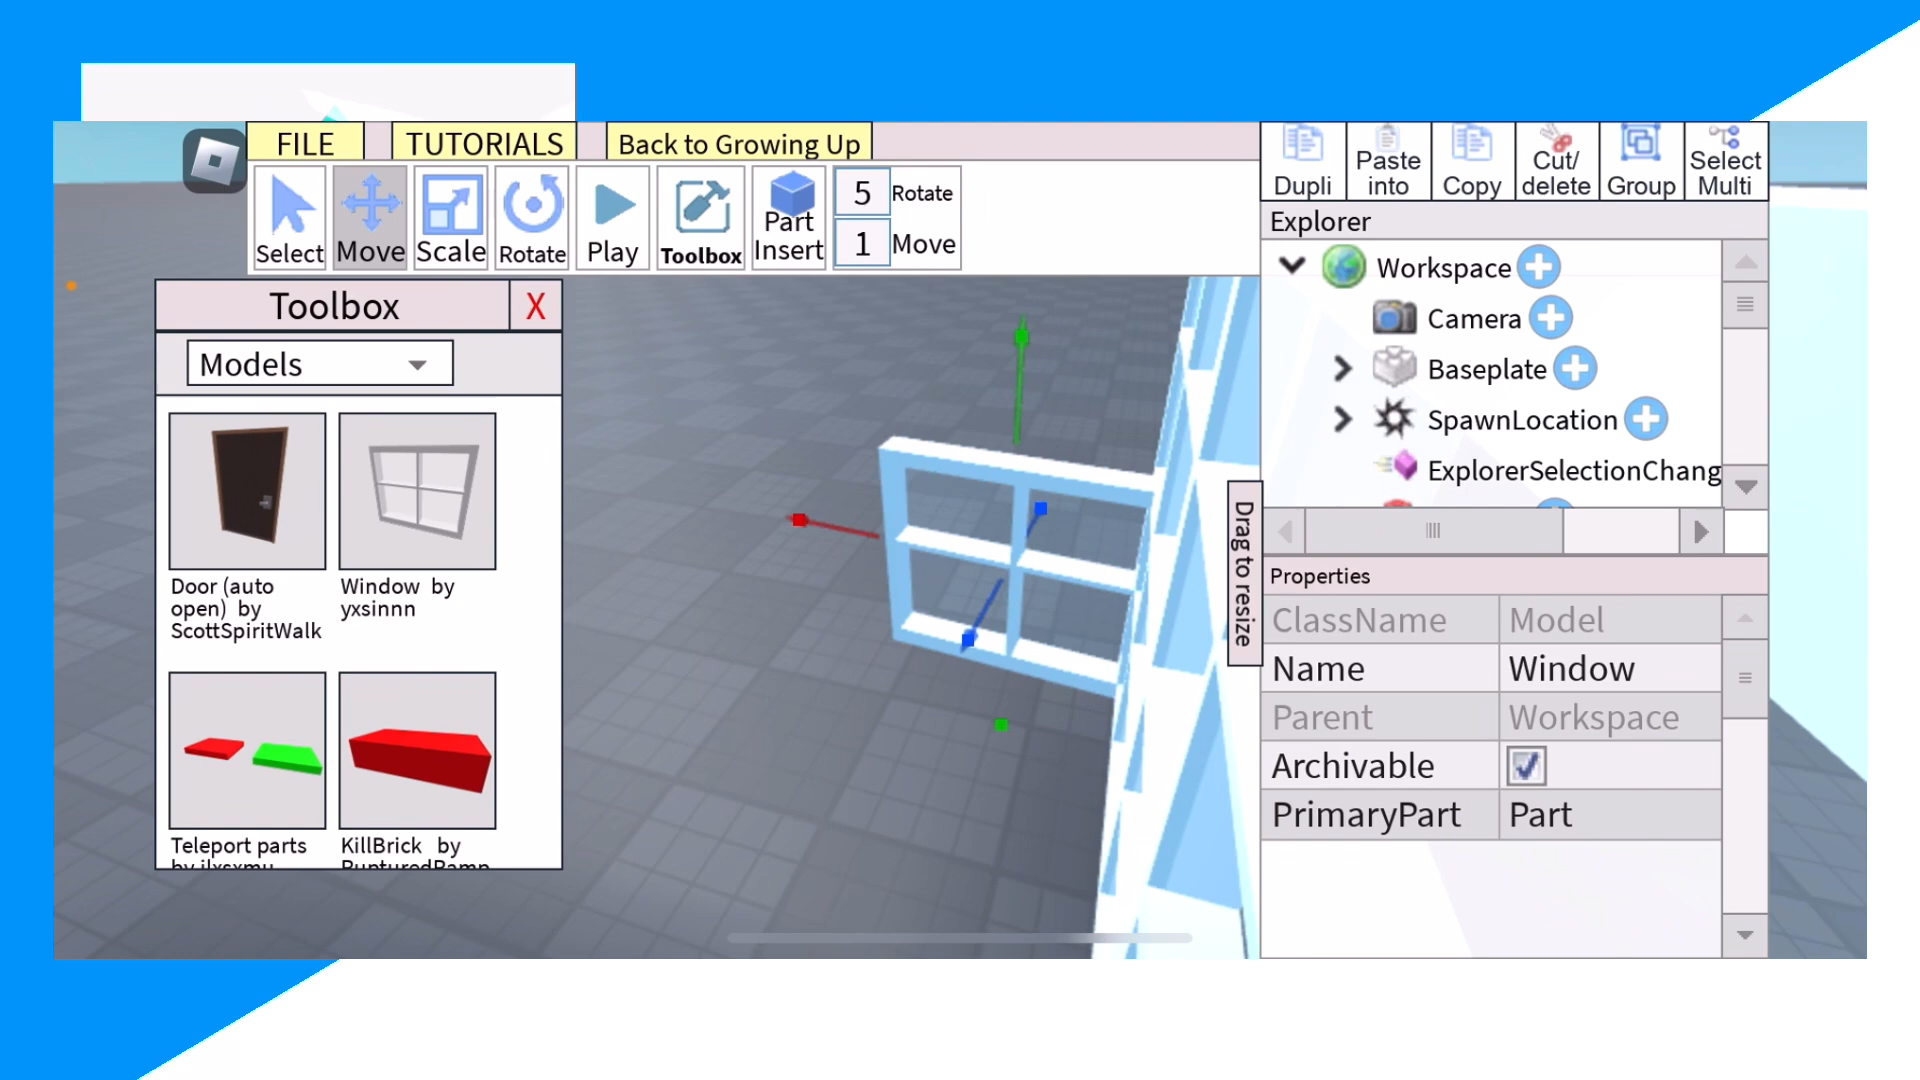 FILE
TUTORIALS
Back to Growing Up
Select
Move
Scale
Rotate
Play
Toolbox
Part
Insert
5 Rotate
1 Move
Dupli
Paste
into
Copy
Cut/
delete
Group
Select
Multi
Toolbox
X
Models
Door (auto
open) by
ScottSpiritWalk
Window by
yxsinnn
Teleport parts
KillBrick by
Explorer
Workspace
Camera
Baseplate
SpawnLocation
ExplorerSelectionChang
Drag to resize
Properties
ClassName Model
Name Window
Parent Workspace
Archivable
PrimaryPart Part